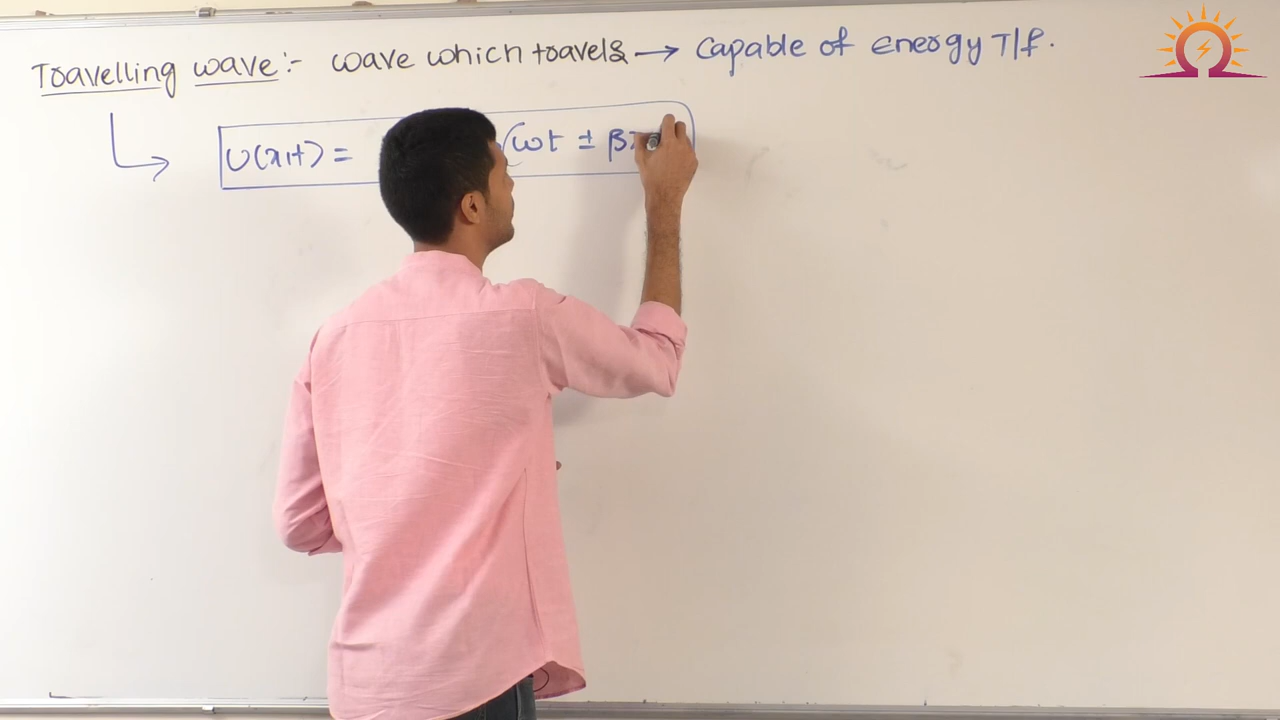 Travelling wave :- wave which travels → Capable of energy T/f.
U(x,t) = (ωt ± β